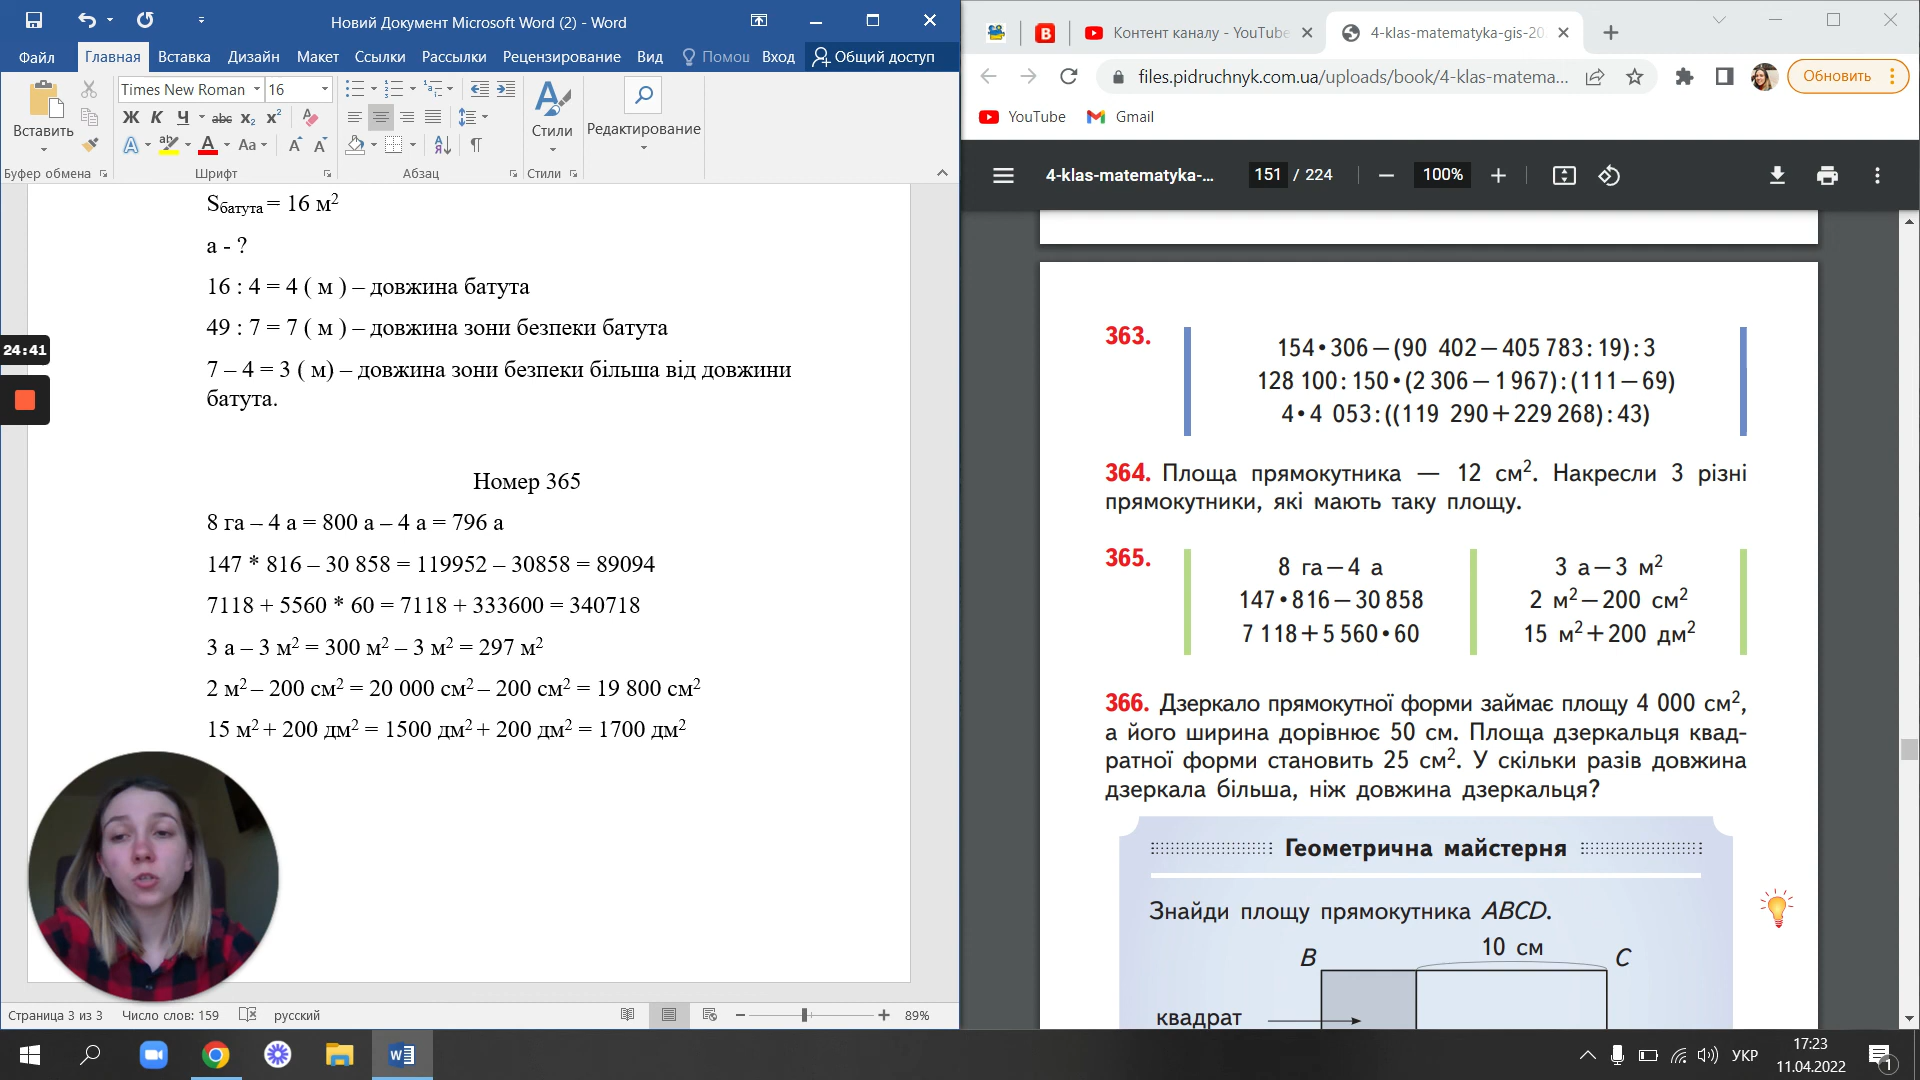 Новий Документ Microsoft Word (2) - Word
Файл Главная Вставка Дизайн Макет Ссылки Рассылки Рецензирование Вид Помощ Вход Общий доступ
Вставить
Times New Roman 16
Ж К Ч abc x₂ x²
Стили
Редактирование
Буфер обмена Шрифт Абзац Стили
Sбатута = 16 м²
а - ?
16 : 4 = 4 ( м ) – довжина батута
49 : 7 = 7 ( м ) – довжина зони безпеки батута
7 – 4 = 3 ( м) – довжина зони безпеки більша від довжини
батута.
Номер 365
8 га – 4 а = 800 а – 4 а = 796 а
147 * 816 – 30 858 = 119952 – 30858 = 89094
7118 + 5560 * 60 = 7118 + 333600 = 340718
3 а – 3 м² = 300 м² – 3 м² = 297 м²
2 м² – 200 см² = 20 000 см² – 200 см² = 19 800 см²
15 м² + 200 дм² = 1500 дм² + 200 дм² = 1700 дм²
24:41
Страница 3 из 3 Число слов: 159 русский 89%
Контент каналу - YouTube
4-klas-matematyka-gis-20
files.pidruchnyk.com.ua/uploads/book/4-klas-matema...
Обновить
YouTube Gmail
4-klas-matematyka-... 151 / 224 100%
363.
154•306–(90 402–405 783:19):3
128 100:150•(2 306–1 967):(111–69)
4•4 053:((119 290+229 268):43)
364. Площа прямокутника — 12 см². Накресли 3 різні
прямокутники, які мають таку площу.
365.
8 га–4 а
147•816–30 858
7 118+5 560•60
3 а–3 м²
2 м²–200 см²
15 м²+200 дм²
366. Дзеркало прямокутної форми займає площу 4 000 см²,
а його ширина дорівнює 50 см. Площа дзеркальця квад-
ратної форми становить 25 см². У скільки разів довжина
дзеркала більша, ніж довжина дзеркальця?
Геометрична майстерня
Знайди площу прямокутника ABCD.
B 10 см C
квадрат
УКР
17:23
11.04.2022
1